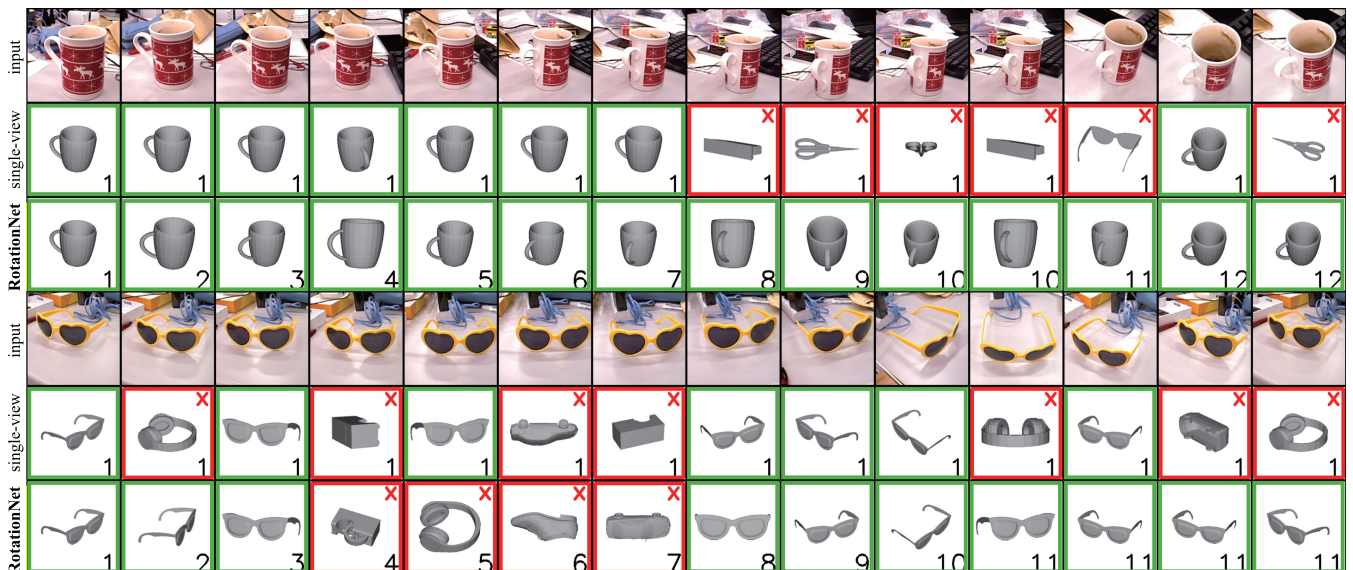 input
single-view X X X X X X
1 1 1 1 1 1 1 1 1 1 1 1 1 1
RotationNet
1 2 3 4 5 6 7 8 9 10 10 11 12 12
input
single-view X X X X X X X
1 1 1 1 1 1 1 1 1 1 1 1 1 1
RotationNet X X X X
1 2 3 4 5 6 7 8 9 10 11 11 11 11